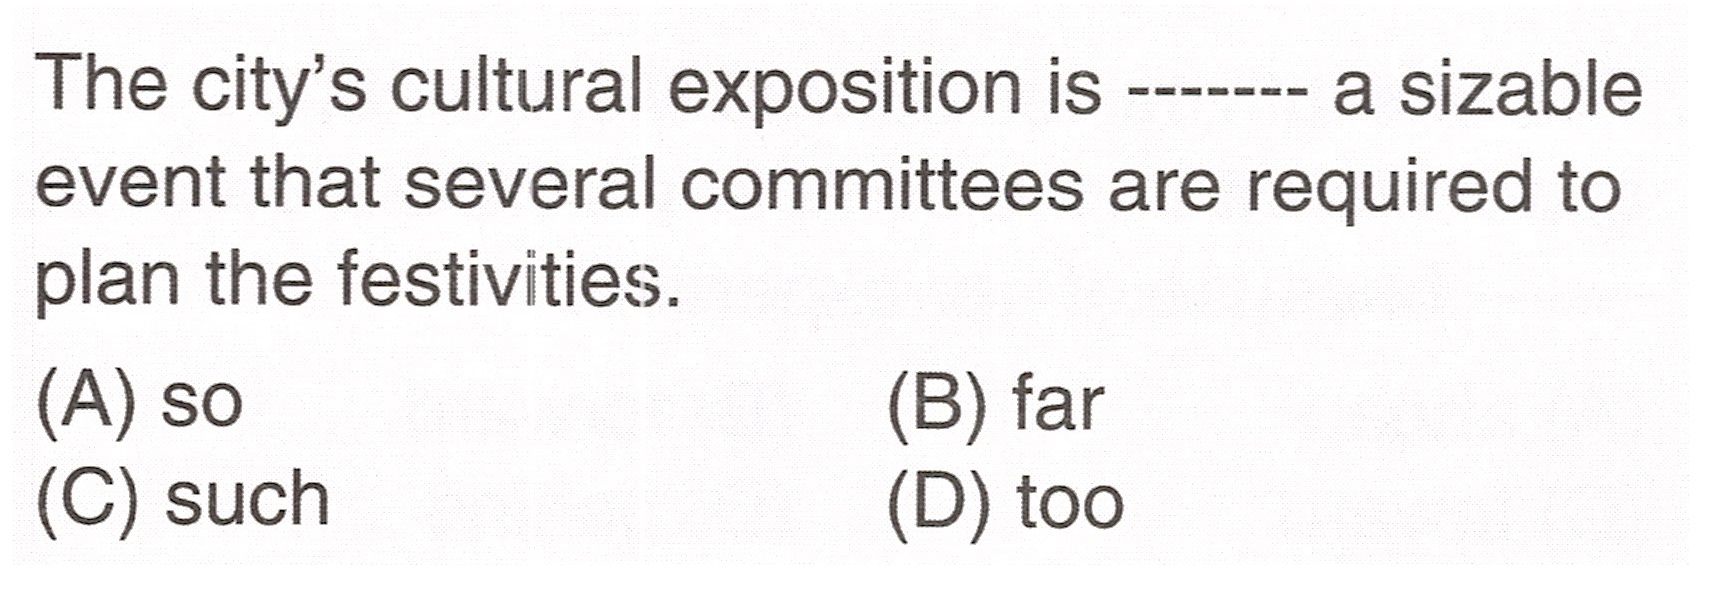 The city's cultural exposition is ------- a sizable
event that several committees are required to
plan the festivities.
(A) so (B) far
(C) such (D) too